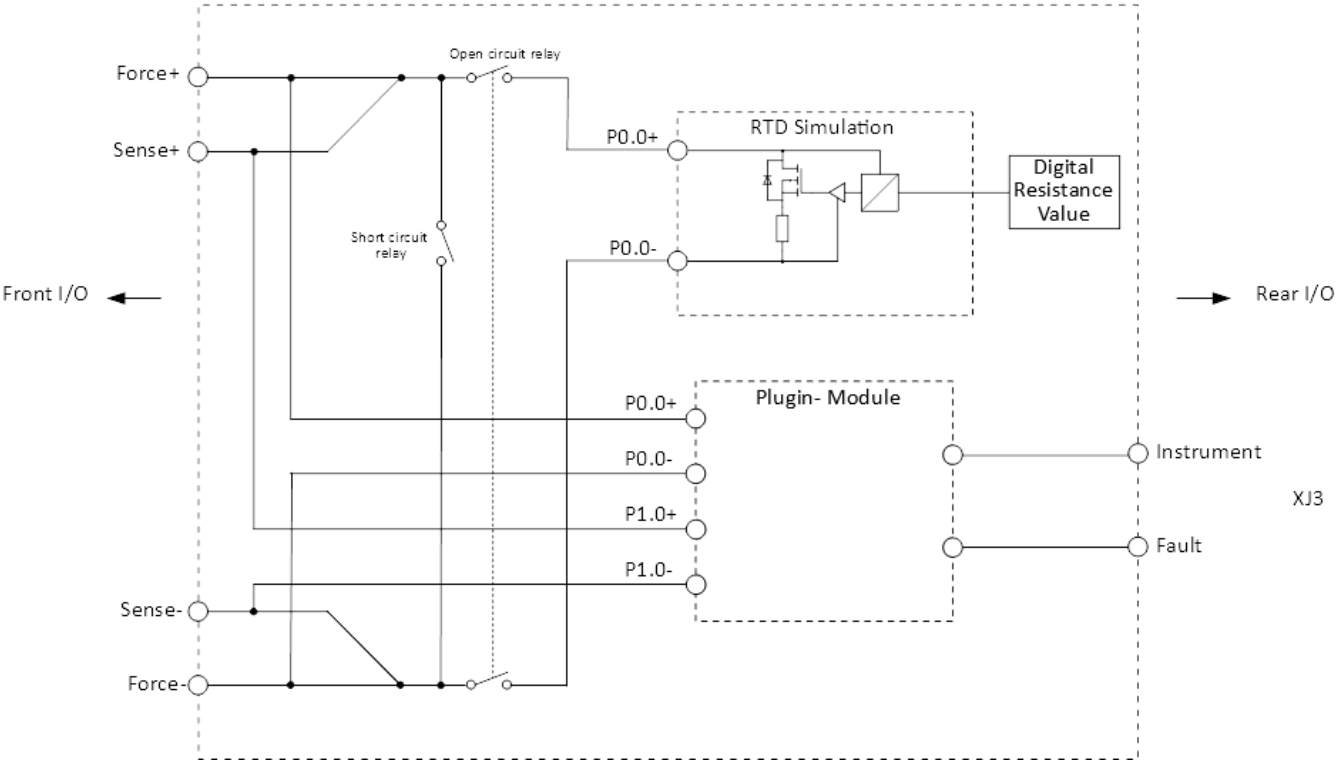 Open circuit relay
Force+
P0.0+
RTD Simulation
Sense+
Digital
Resistance
Value
Short circuit
relay
P0.0-
Front I/O
Rear I/O
P0.0+
Plugin- Module
P0.0-
Instrument
XJ3
P1.0+
Fault
P1.0-
Sense-
Force-